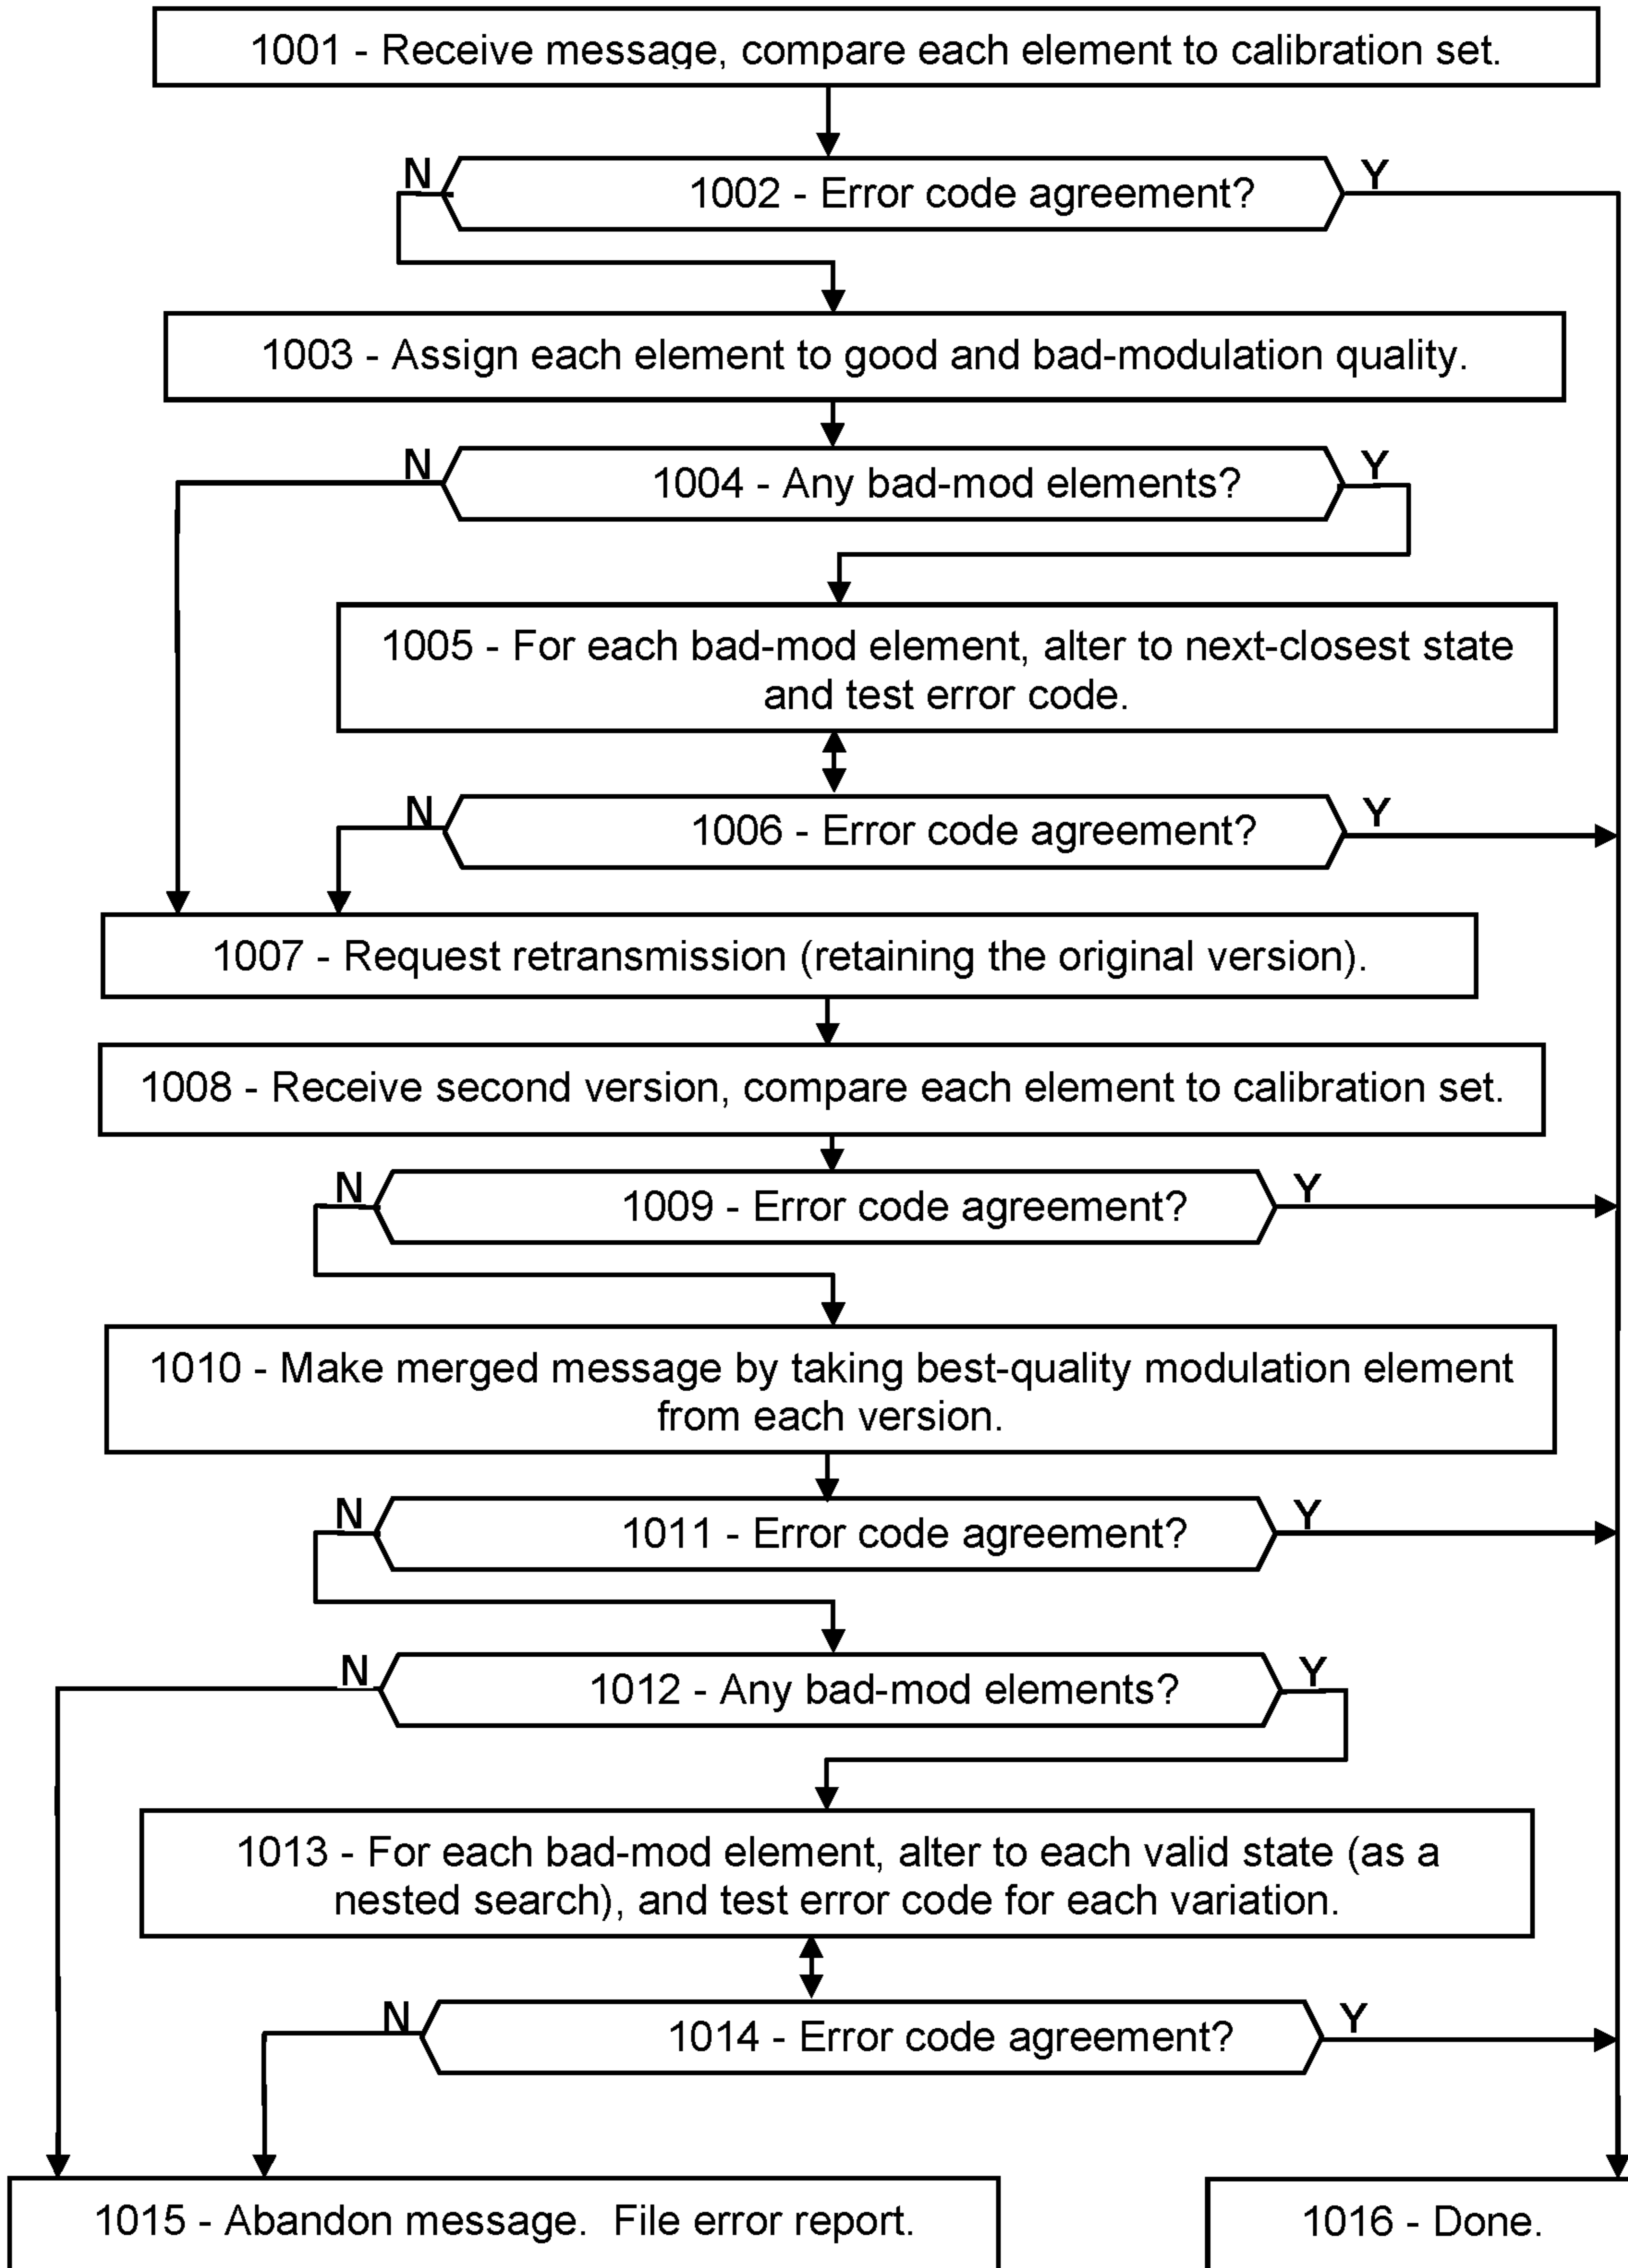 1001 - Receive message, compare each element to calibration set.
N
1002 - Error code agreement?
Y
1003 - Assign each element to good and bad-modulation quality.
N
1004 - Any bad-mod elements?
Y
1005 - For each bad-mod element, alter to next-closest state
and test error code.
N
1006 - Error code agreement?
Y
1007 - Request retransmission (retaining the original version).
1008 - Receive second version, compare each element to calibration set.
N
1009 - Error code agreement?
Y
1010 - Make merged message by taking best-quality modulation element
from each version.
N
1011 - Error code agreement?
Y
N
1012 - Any bad-mod elements?
Y
1013 - For each bad-mod element, alter to each valid state (as a
nested search), and test error code for each variation.
N
1014 - Error code agreement?
Y
1015 - Abandon message.  File error report.
1016 - Done.